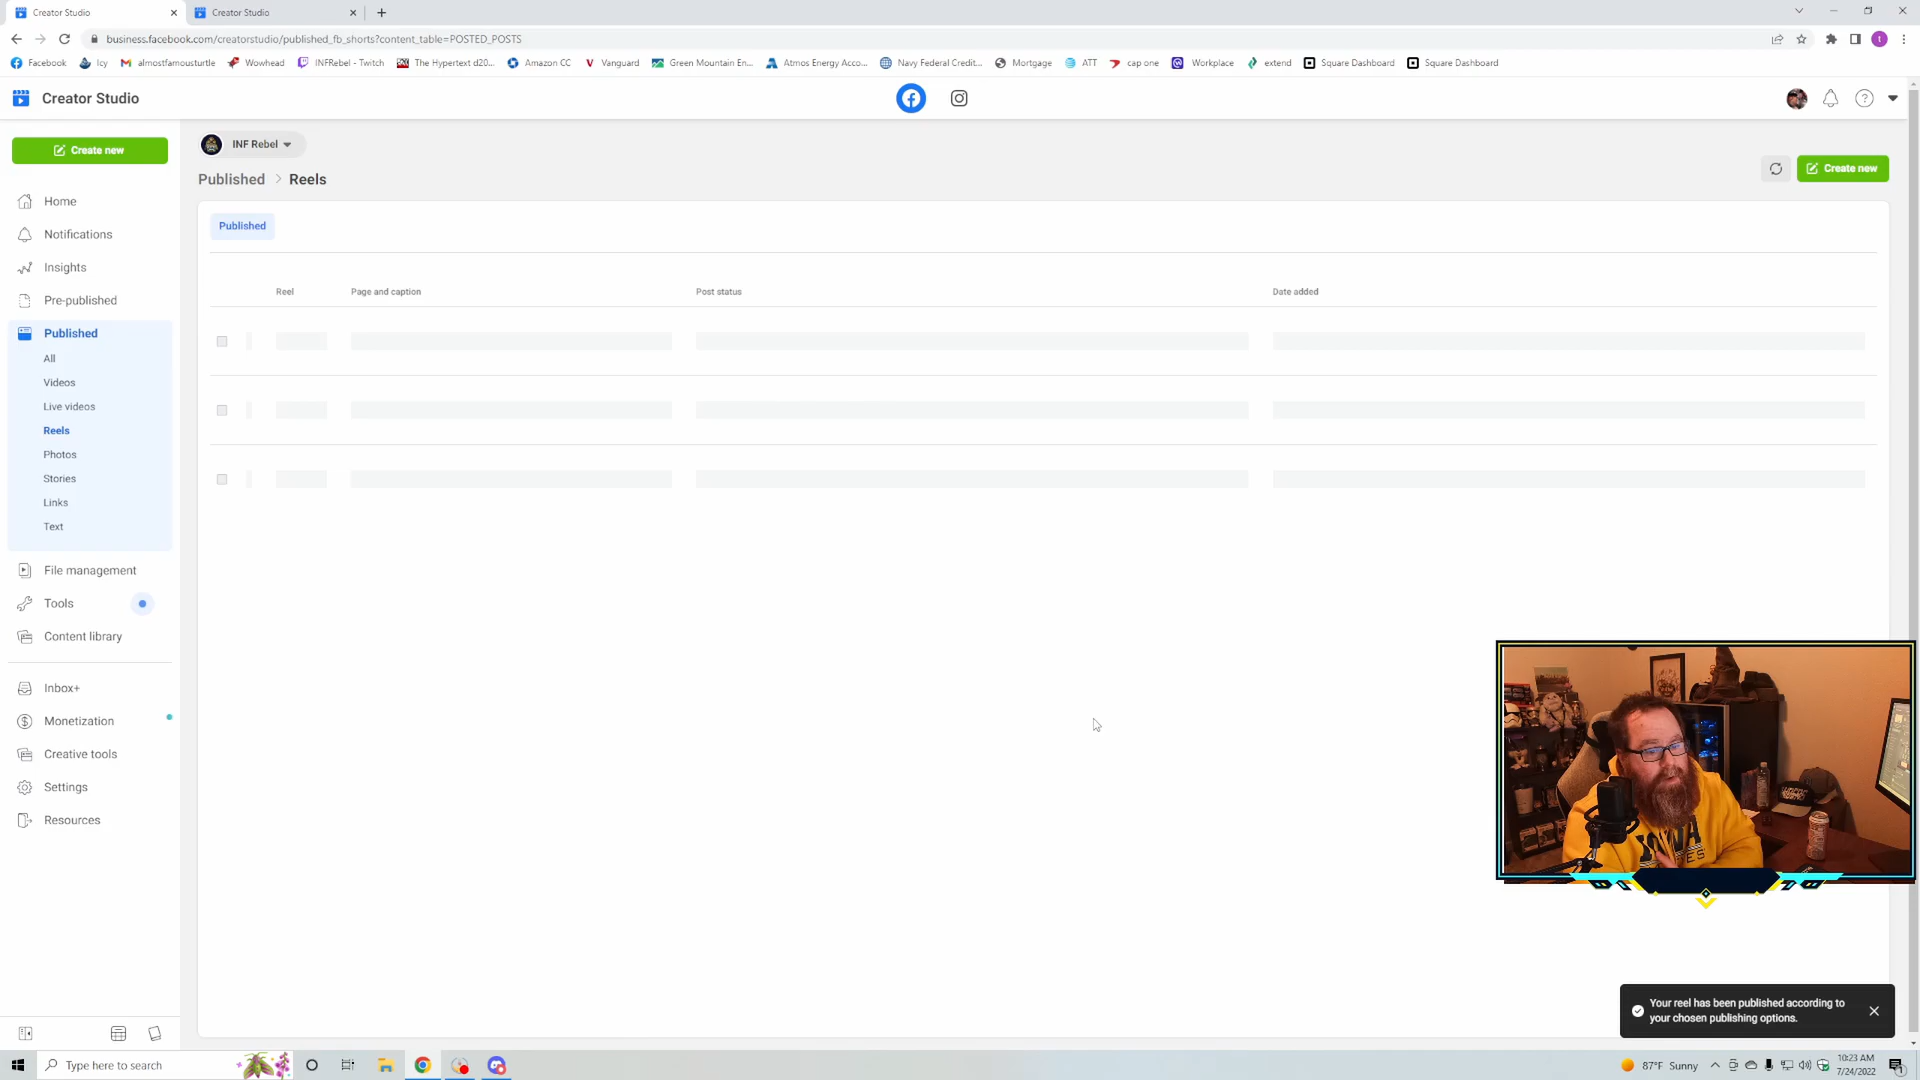 Creator Studio
Creator Studio
business.facebook.com/creatorstudio/published_fb_shorts?content_table=POSTED_POSTS
t
Facebook
Icy
almostfamousturtle
Wowhead
INFRebel - Twitch
The Hypertext d20...
Amazon CC
Vanguard
Green Mountain En...
Atmos Energy Acco...
Navy Federal Credit...
Mortgage
ATT
cap one
Workplace
extend
Square Dashboard
Square Dashboard
Creator Studio
Create new
INF Rebel
Published > Reels
Create new
Home
Notifications
Insights
Pre-published
Published
All
Videos
Live videos
Reels
Photos
Stories
Links
Text
File management
Tools
Content library
Inbox+
Monetization
Creative tools
Settings
Resources
Published
Reel
Page and caption
Post status
Date added
IOWA
Your reel has been published according to
your chosen publishing options.
Type here to search
87°F Sunny
10:23 AM
7/24/2022